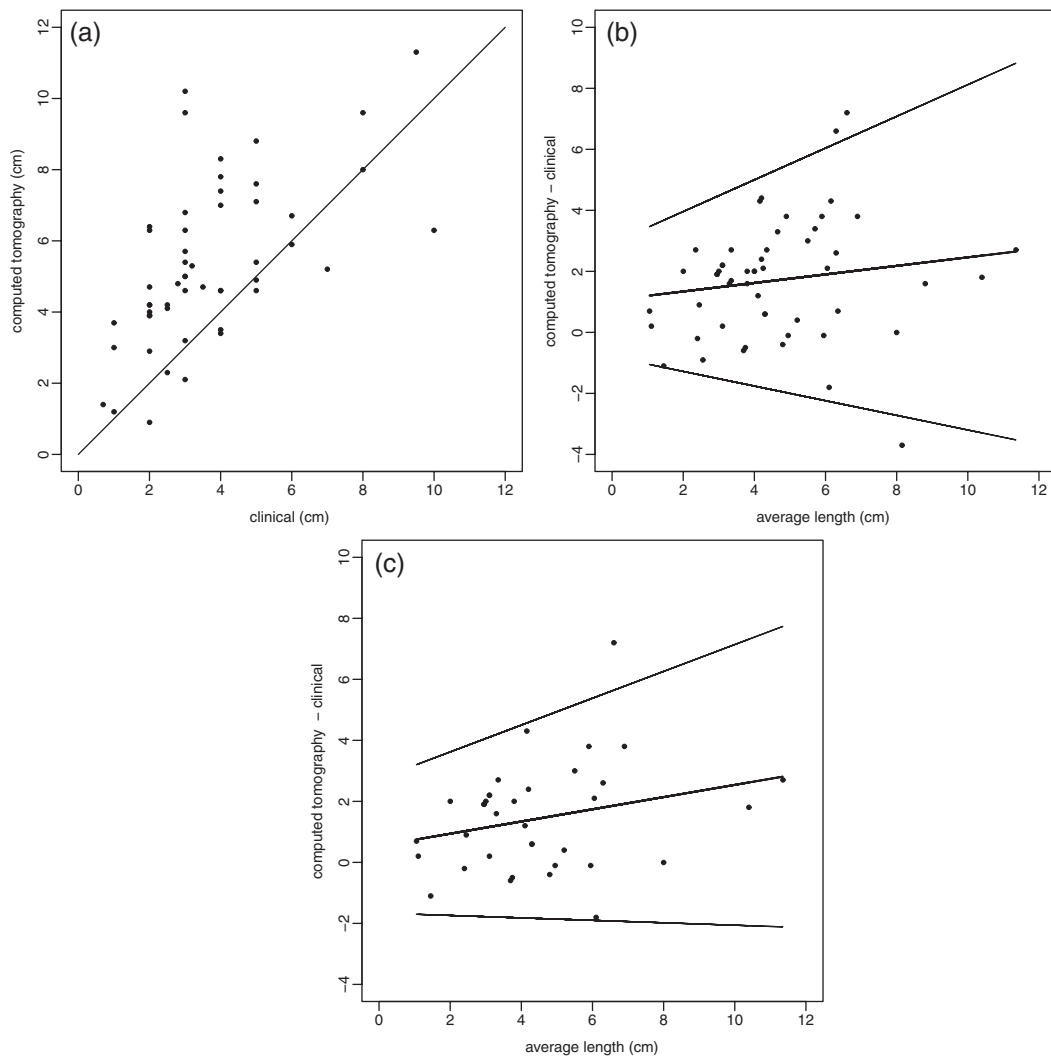 (a)
12
10
8
6
4
2
0
computed tomography (cm)
0 2 4 6 8 10 12
clinical (cm)
(b)
10
8
6
4
2
0
−2
−4
computed tomography − clinical
0 2 4 6 8 10 12
average length (cm)
(c)
10
8
6
4
2
0
−2
−4
computed tomography − clinical
0 2 4 6 8 10 12
average length (cm)